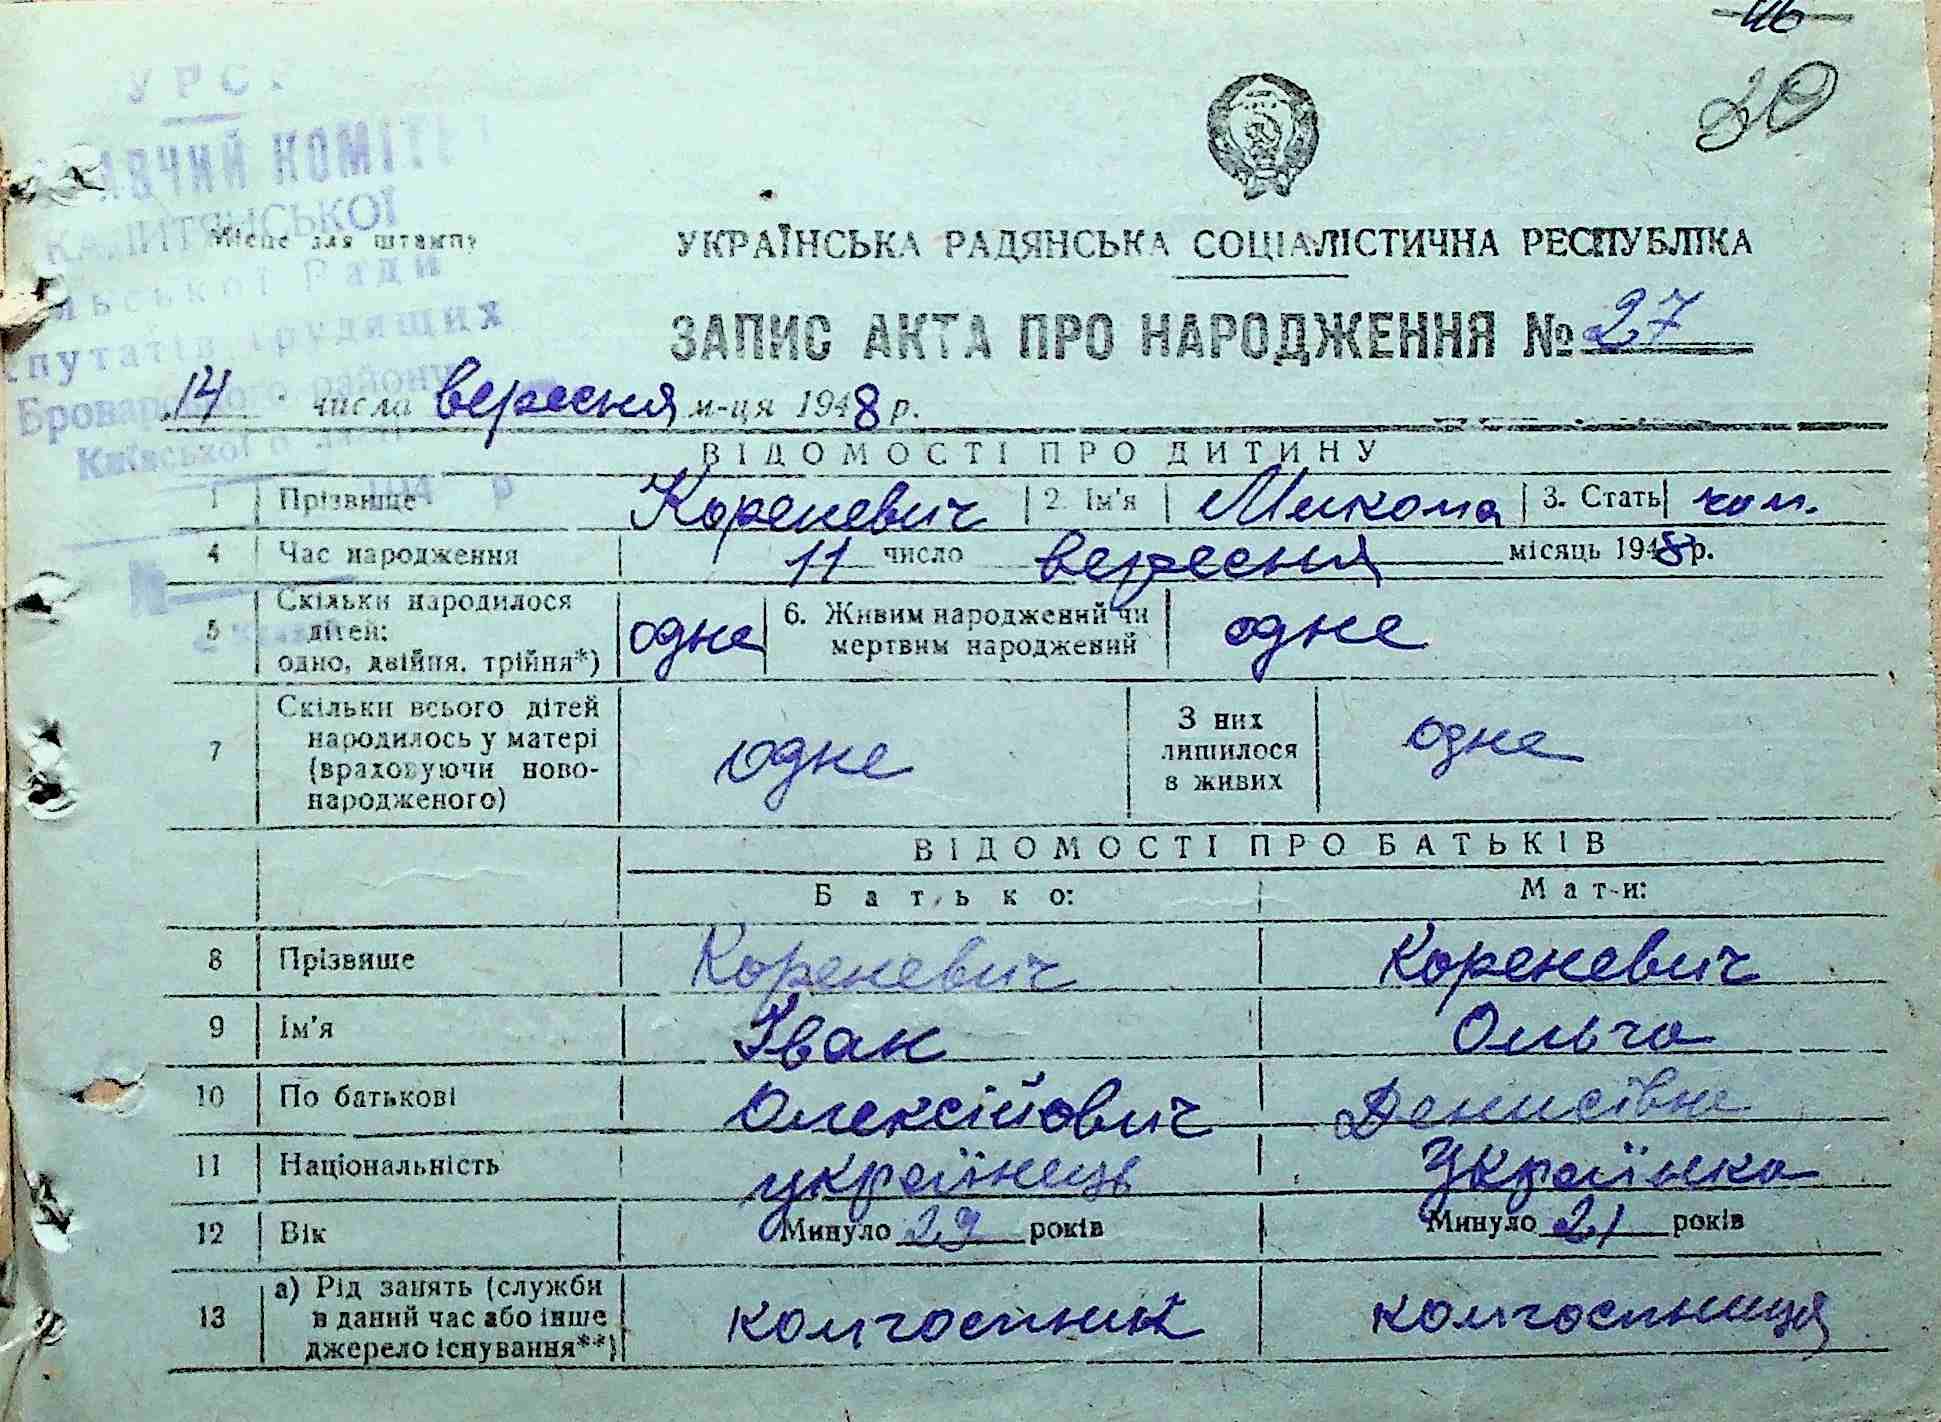 46
30
УРСР
ВИКОНАВЧИЙ КОМІТЕТ
КАЛИТЯНСЬКОЇ
сільської Ради
депутатів трудящих
Броварського району
Київської
Місце для штампу
УКРАЇНСЬКА РАДЯНСЬКА СОЦІАЛІСТИЧНА РЕСПУБЛІКА
ЗАПИС АКТА ПРО НАРОДЖЕННЯ № 27
14 числа вересня м-ця 1948 р.
ВІДОМОСТІ ПРО ДИТИНУ
1 Прізвище Кореневич 2. Ім'я Микола 3. Стать чол.
4 Час народження 11 число вересня місяць 1948 р.
5 Скільки народилося дітей: одно, двійня, трійня*) одне 6. Живим народжений чи мертвим народжений одне
7 Скільки всього дітей народилось у матері (враховуючи ново-народженого) одне З них лишилося в живих одне
ВІДОМОСТІ ПРО БАТЬКІВ
Батько: Мати:
8 Прізвище Кореневич Кореневич
9 Ім'я Іван Ольга
10 По батькові Олексійович Денисівна
11 Національність українець Українка
12 Вік Минуло 29 років Минуло 21 років
13 а) Рід занять (служби в даний час або інше джерело існування**) колгоспник колгоспниця